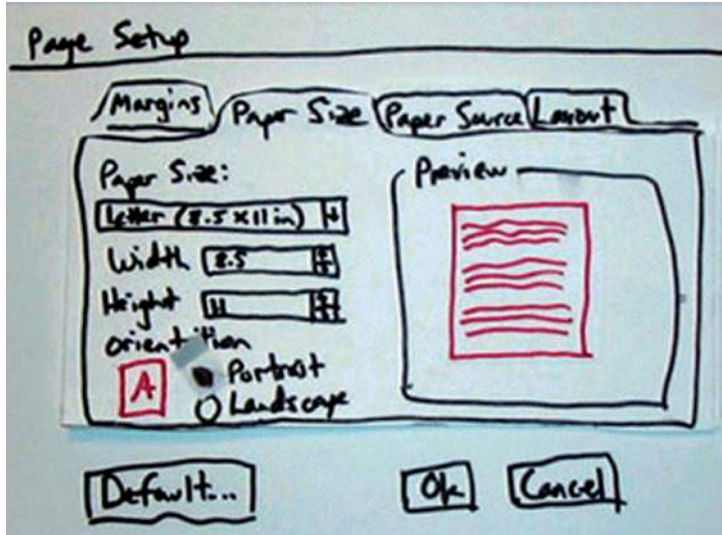 Page Setup
Margins Paper Size Paper Source Layout
Paper Size: Preview
Letter (8.5 x 11 in)
Width 8.5
Height 11
orientition
A Portrait
Landscape
Default... Ok Cancel